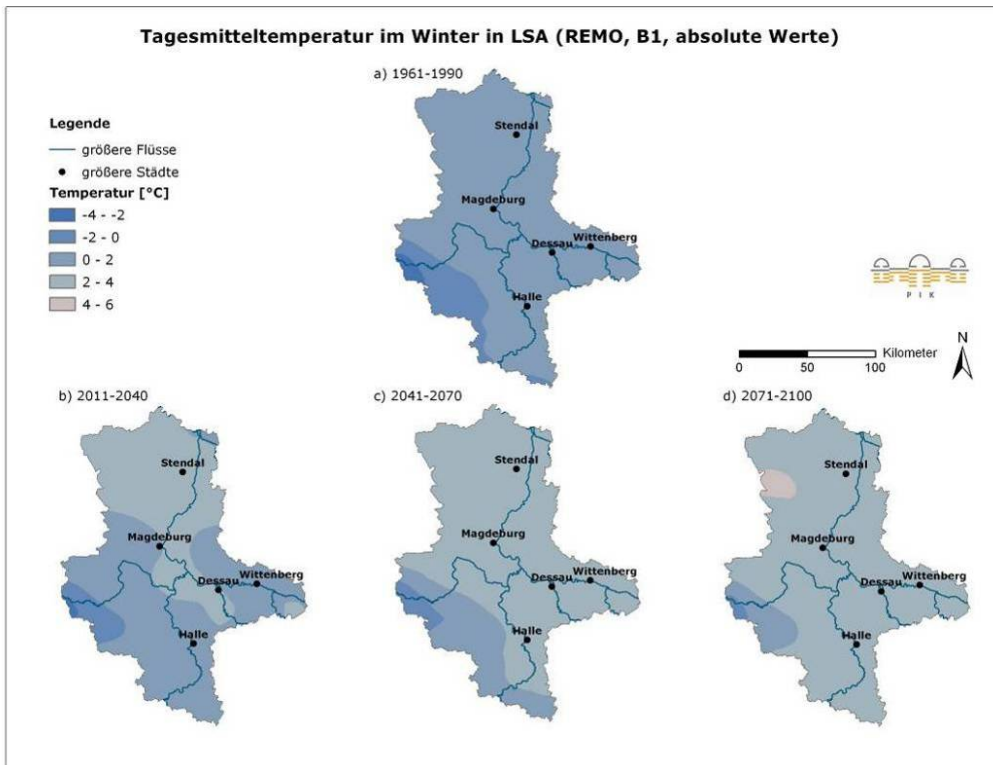 Tagesmitteltemperatur im Winter in LSA (REMO, B1, absolute Werte)
a) 1961-1990
Legende
größere Flüsse
größere Städte
Temperatur [°C]
-4 - -2
-2 - 0
0 - 2
2 - 4
4 - 6
Stendal
Magdeburg
Dessau
Wittenberg
Halle
P I K
N
Kilometer
0 50 100
b) 2011-2040
Stendal
Magdeburg
Dessau
Wittenberg
Halle
c) 2041-2070
Stendal
Magdeburg
Dessau
Wittenberg
Halle
d) 2071-2100
Stendal
Magdeburg
Dessau
Wittenberg
Halle